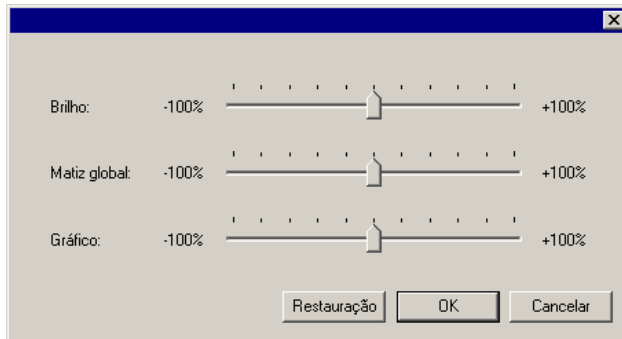 Brilho: -100% +100%
Matiz global: -100% +100%
Gráfico: -100% +100%
Restauração OK Cancelar